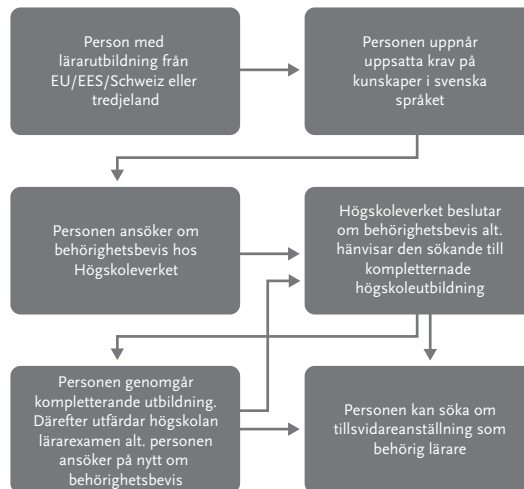 Person med
lärarutbildning från
EU/EES/Schweiz eller
tredjeland
Personen uppnår
uppsatta krav på
kunskaper i svenska
språket
Personen ansöker om
behörighetsbevis hos
Högskoleverket
Högskoleverket beslutar
om behörighetsbevis alt.
hänvisar den sökande till
kompletternade
högskoleutbildning
Personen genomgår
kompletterande utbildning.
Därefter utfärdar högskolan
lärarexamen alt. personen
ansöker på nytt om
behörighetsbevis
Personen kan söka om
tillsvidareanställning som
behörig lärare